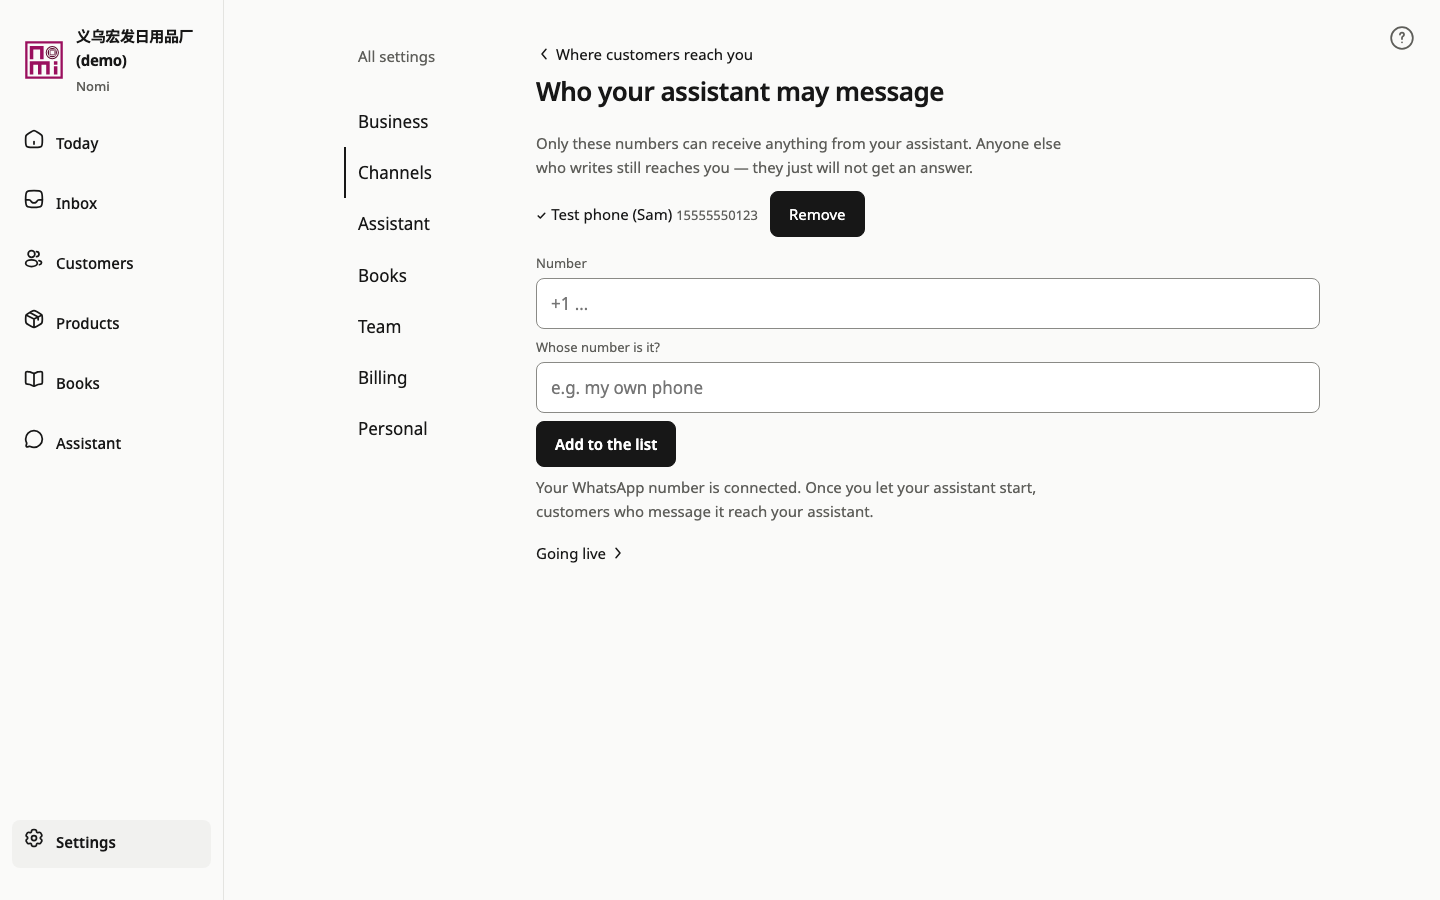 义乌宏发日用品厂
(demo)
Nomi
Today
Inbox
Customers
Products
Books
Assistant
Settings
All settings
Business
Channels
Assistant
Books
Team
Billing
Personal
Where customers reach you
Who your assistant may message
Only these numbers can receive anything from your assistant. Anyone else
who writes still reaches you — they just will not get an answer.
Test phone (Sam) 15555550123 Remove
Number
+1 ...
Whose number is it?
e.g. my own phone
Add to the list
Your WhatsApp number is connected. Once you let your assistant start,
customers who message it reach your assistant.
Going live